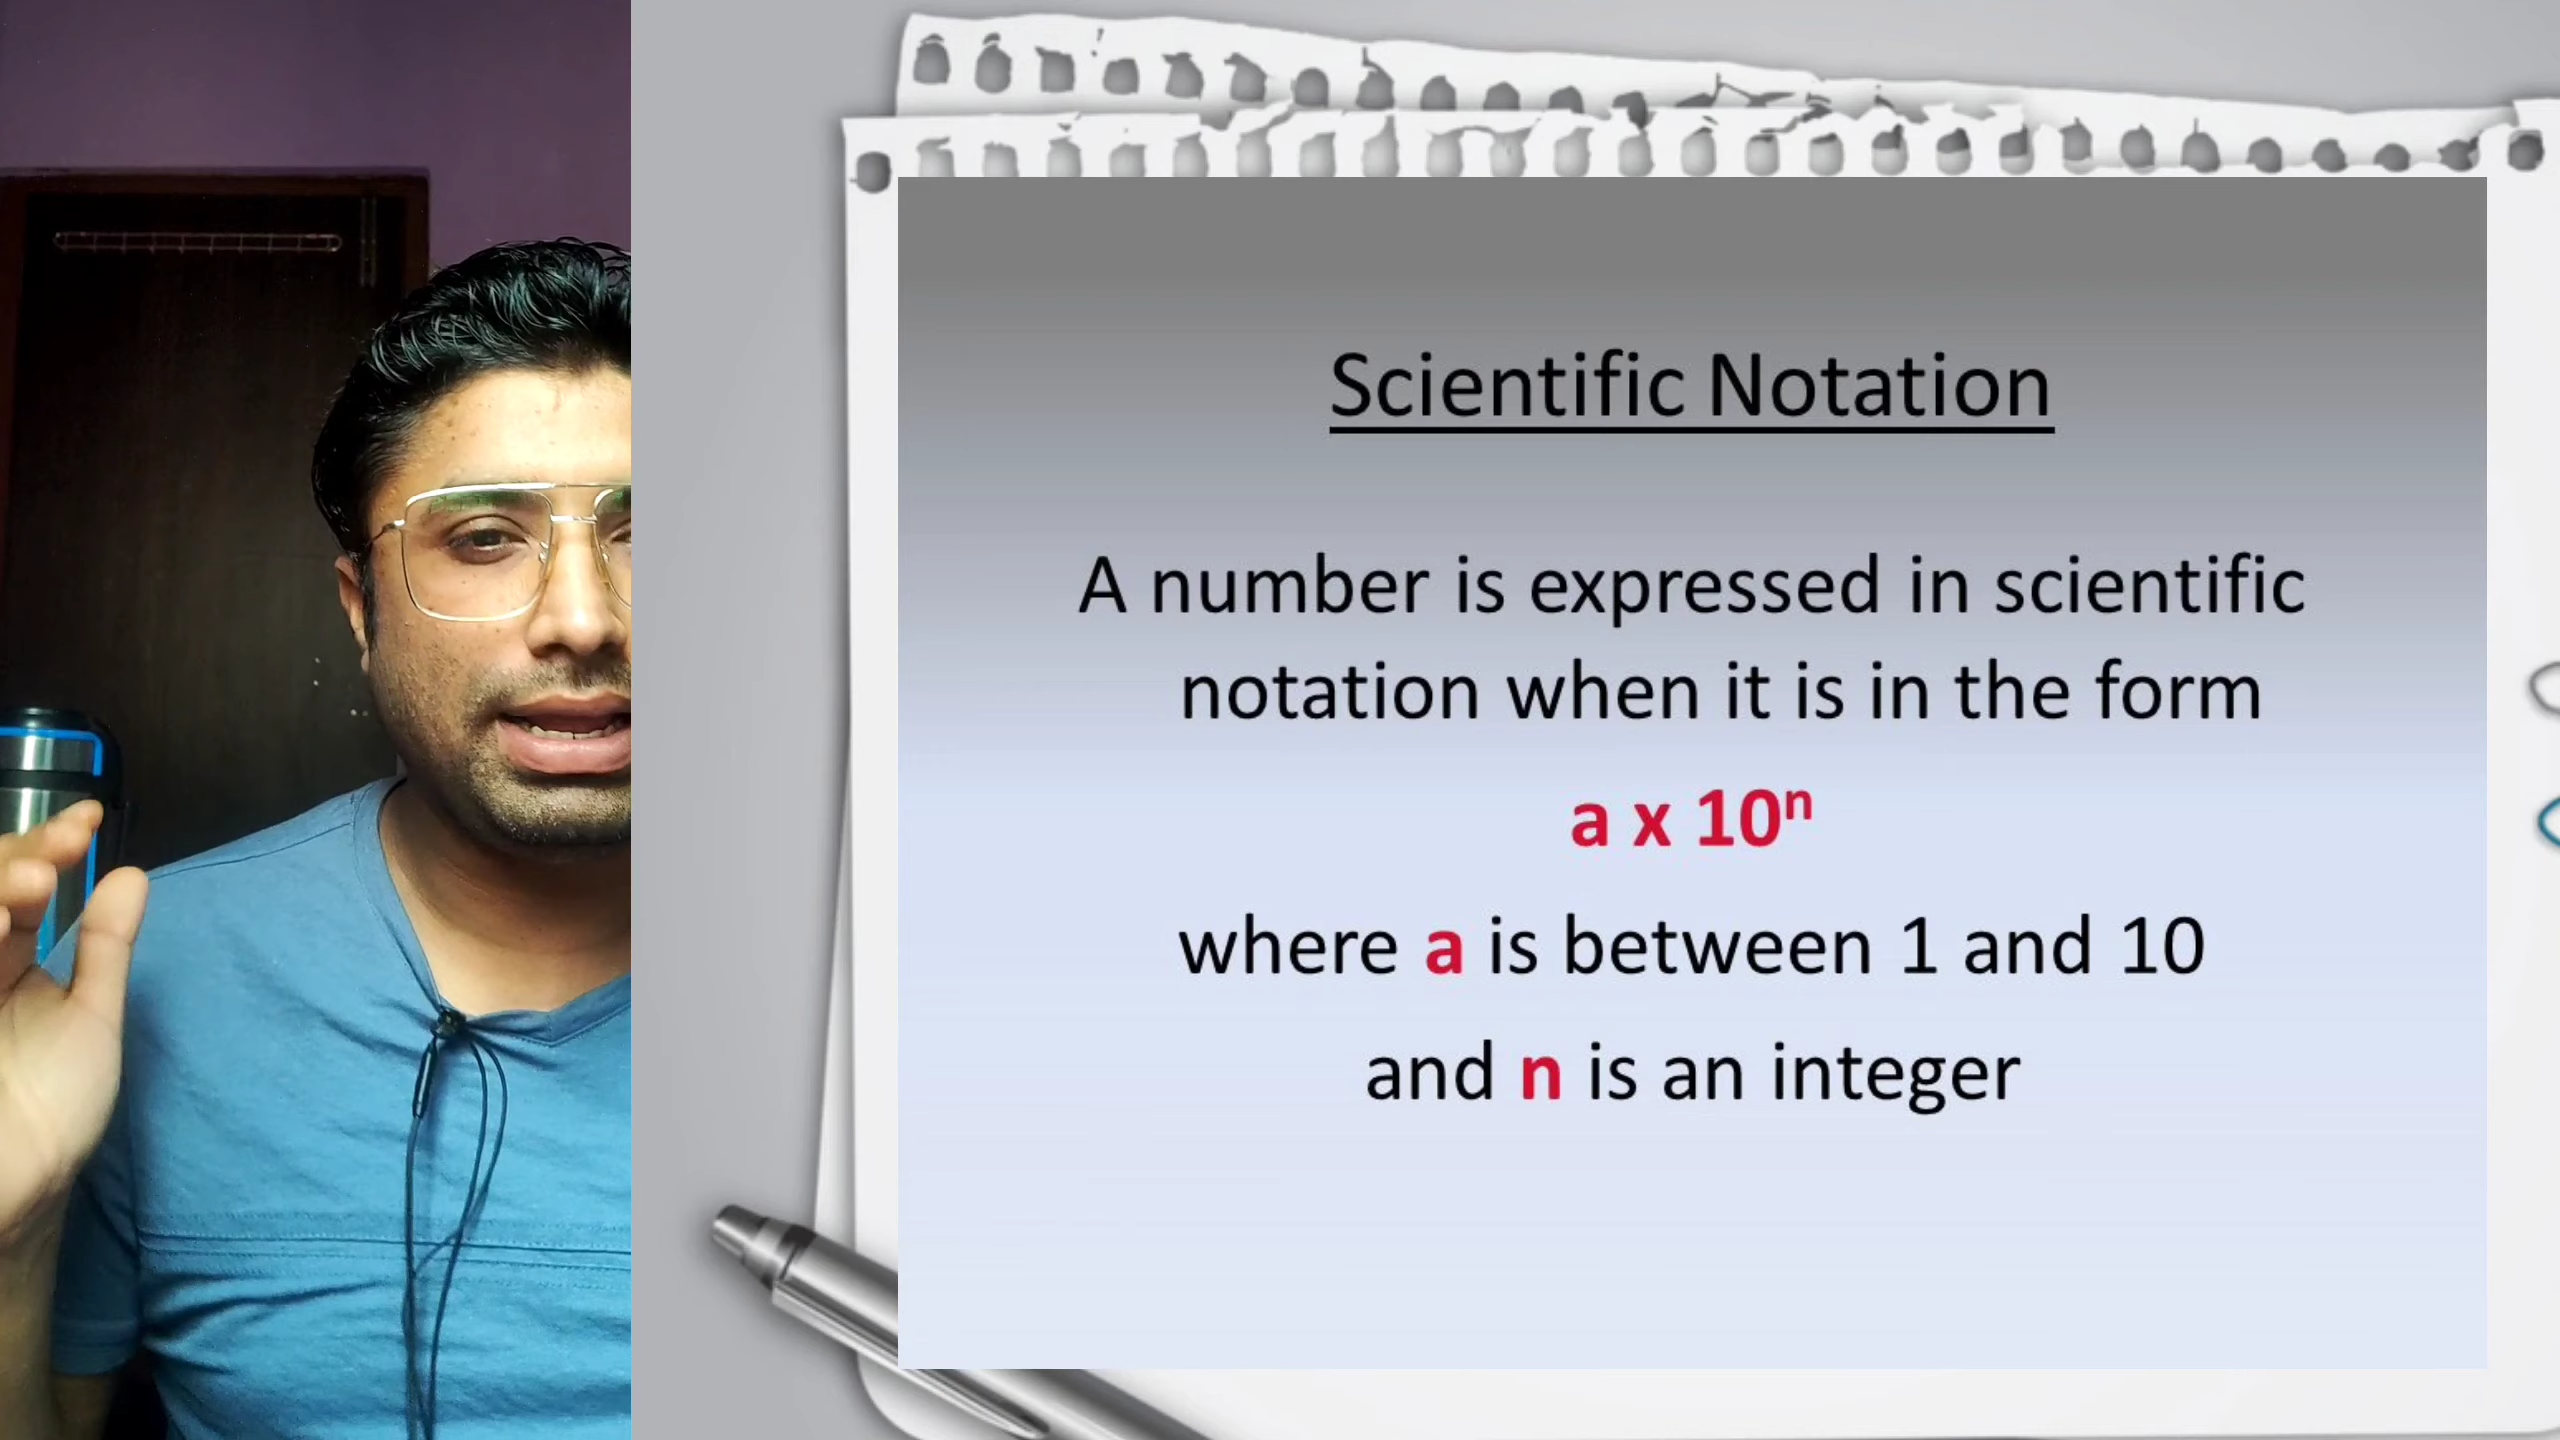 Scientific Notation
A number is expressed in scientific
notation when it is in the form
a x 10ⁿ
where a is between 1 and 10
and n is an integer